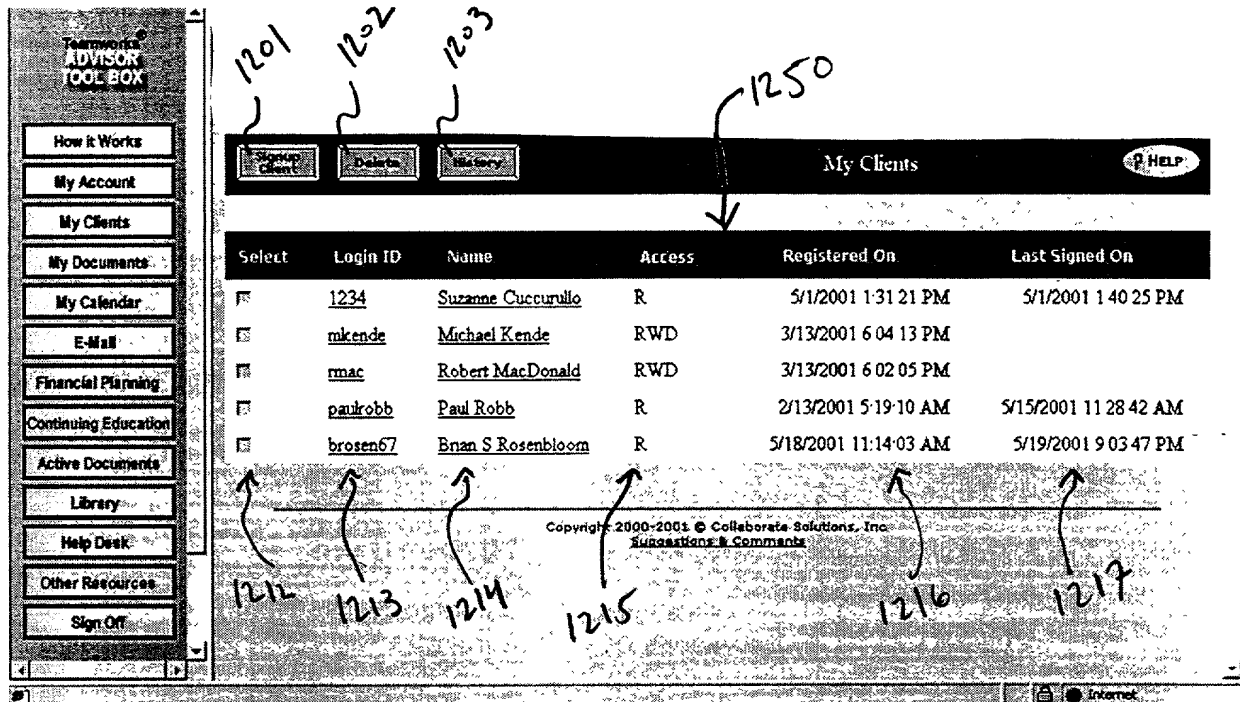 Teamworks®
ADVISOR
TOOL BOX
How it Works
My Account
My Clients
My Documents
My Calendar
E-Mail
Financial Planning
Continuing Education
Active Documents
Library
Help Desk
Other Resources
Sign Off
1201 1202 1203
1250
Signup
Client
Delete
History
My Clients
? HELP
Select Login ID Name Access Registered On Last Signed On
1234 Suzanne Cuccurullo R 5/1/2001 1:31 21 PM 5/1/2001 1 40 25 PM
mkende Michael Kende RWD 3/13/2001 6 04 13 PM
rmac Robert MacDonald RWD 3/13/2001 6 02 05 PM
paulrobb Paul Robb R 2/13/2001 5:19:10 AM 5/15/2001 11 28 42 AM
brosen67 Brian S Rosenbloom R 5/18/2001 11:14:03 AM 5/19/2001 9 03 47 PM
Copyright 2000-2001 © Collaborate Solutions, Inc
Suggestions & Comments
1212 1213 1214 1215 1216 1217
Internet